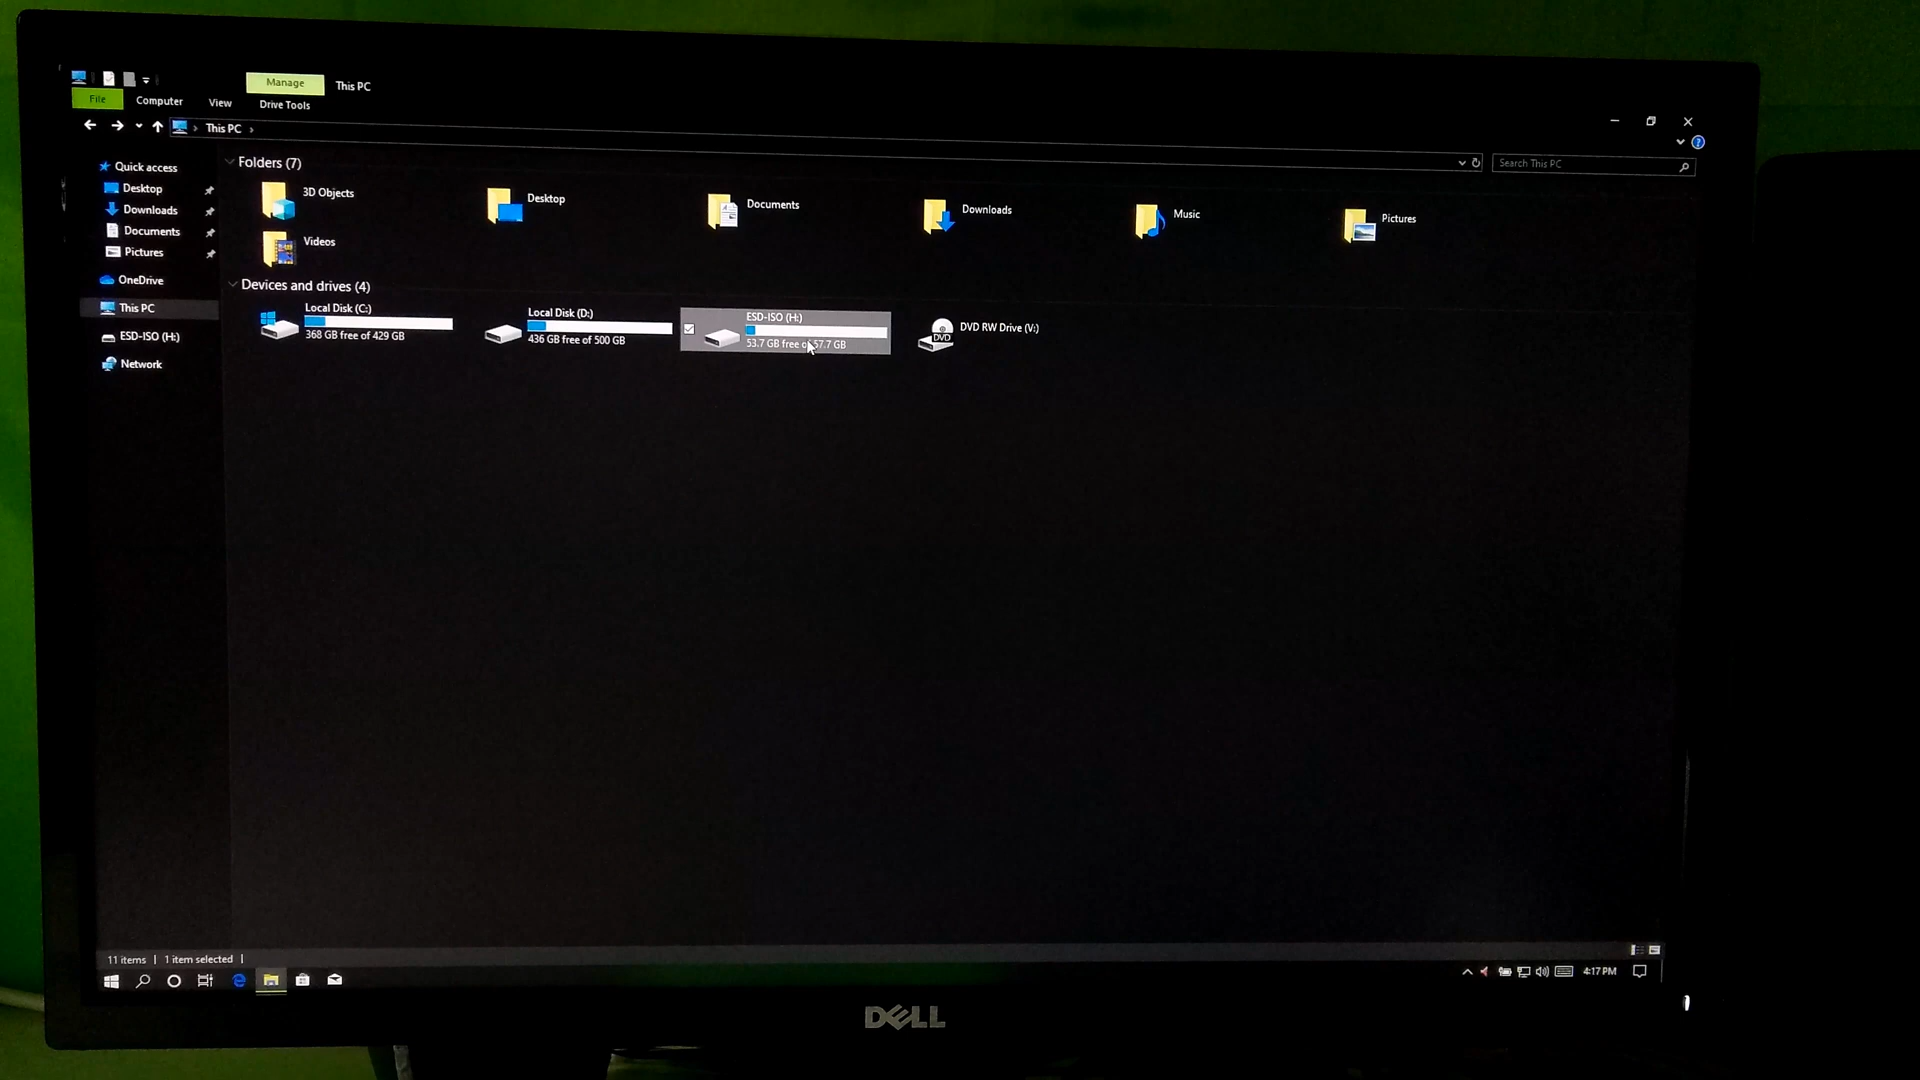 Manage This PC
File Computer View Drive Tools
This PC
Search This PC
Quick access
Desktop
Downloads
Documents
Pictures
OneDrive
This PC
ESD-ISO (H:)
Network
Folders (7)
3D Objects
Desktop
Documents
Downloads
Music
Pictures
Videos
Devices and drives (4)
Local Disk (C:)
368 GB free of 429 GB
Local Disk (D:)
436 GB free of 500 GB
ESD-ISO (H:)
53.7 GB free of 57.7 GB
DVD RW Drive (V:)
DVD
11 items 1 item selected
4:17 PM
DELL